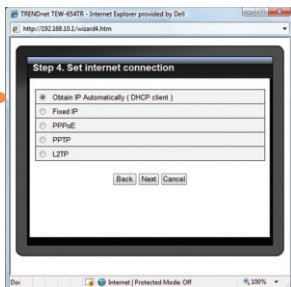 TRENDnet TEW-654TR - Internet Explorer provided by Dell
http://192.168.10.1/wizard4.htm
Step 4. Set internet connection
Obtain IP Automatically ( DHCP client )
Fixed IP
PPPoE
PPTP
L2TP
Back Next Cancel
Internet | Protected Mode: Off 100%